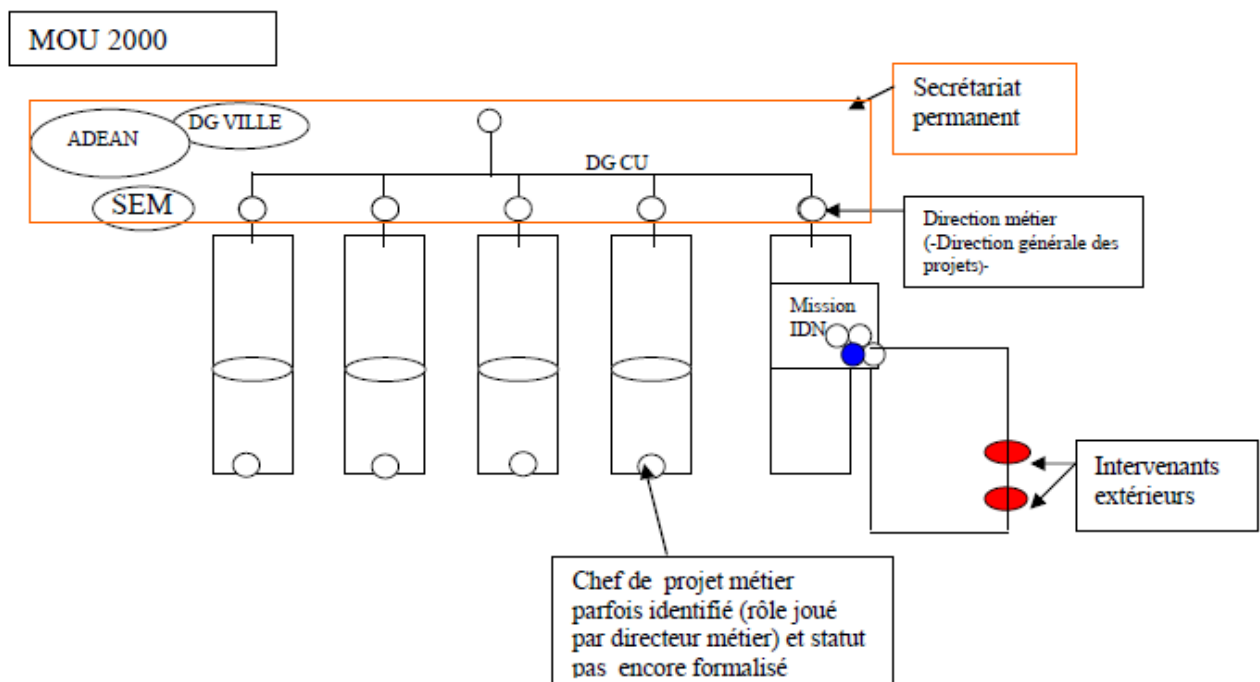 MOU 2000
Secrétariat
permanent
DG VILLE
ADEAN
DG CU
SEM
Direction métier
(-Direction générale des
projets)-
Mission
IDN
Intervenants
extérieurs
Chef de projet métier
parfois identifié (rôle joué
par directeur métier) et statut
pas encore formalisé